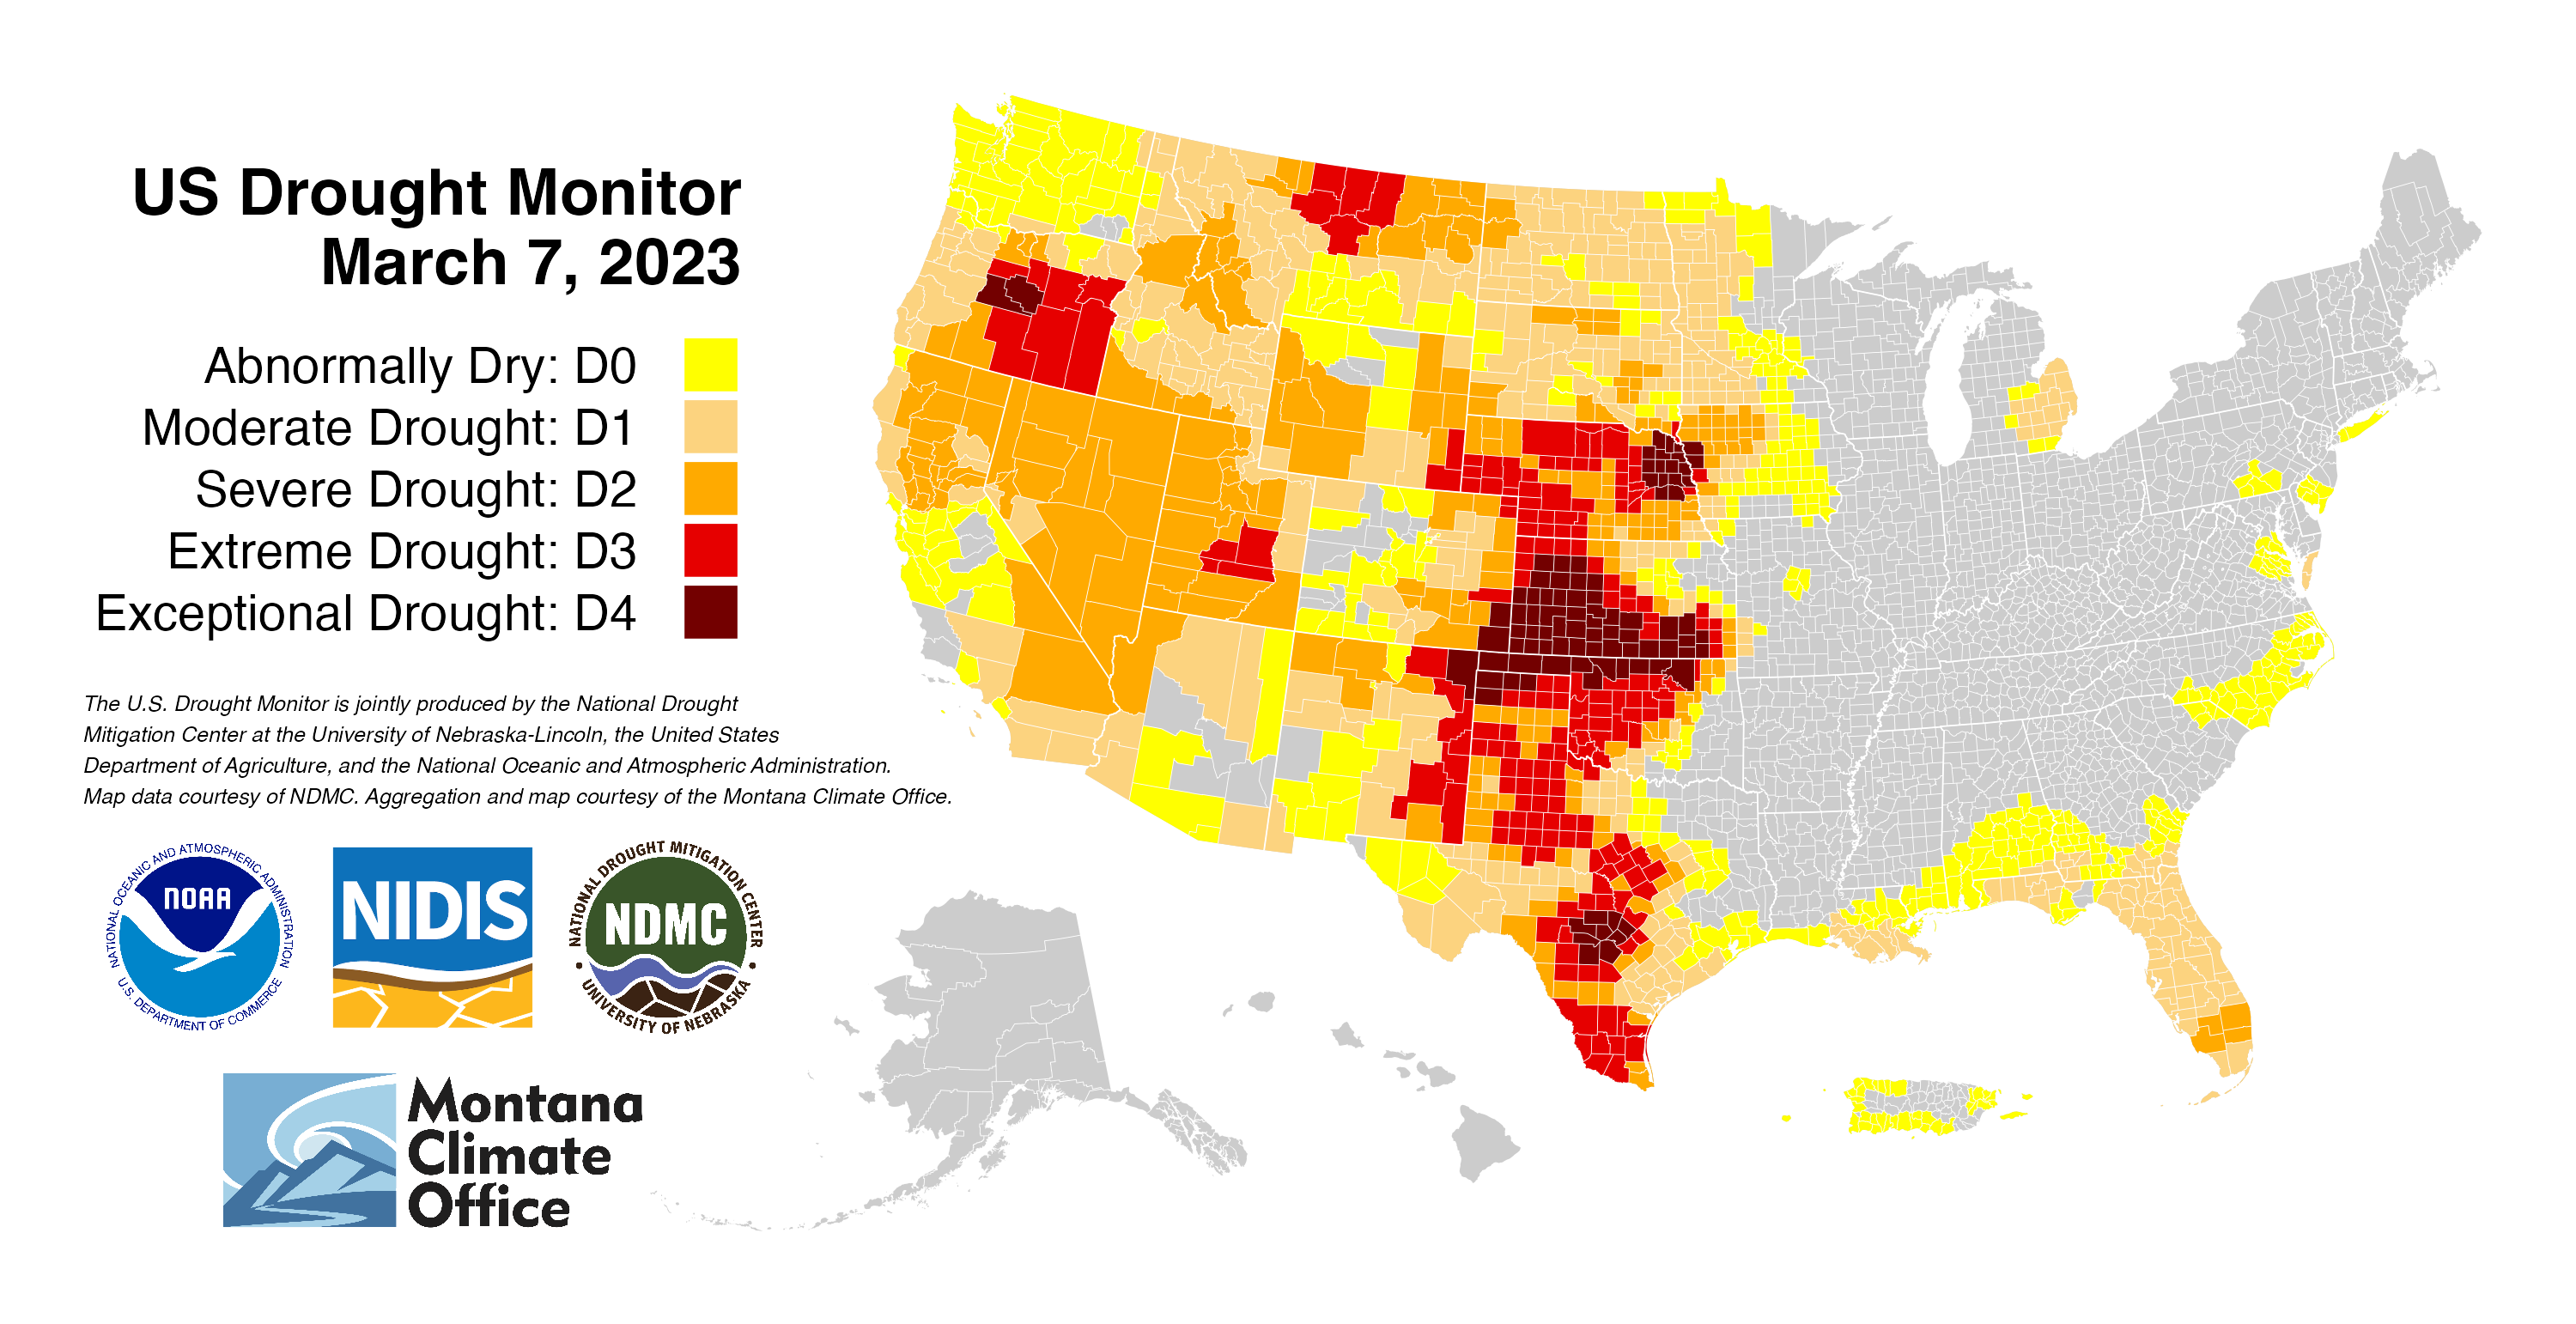 US Drought Monitor
March 7, 2023
Abnormally Dry: D0
Moderate Drought: D1
Severe Drought: D2
Extreme Drought: D3
Exceptional Drought: D4
The U.S. Drought Monitor is jointly produced by the National Drought
Mitigation Center at the University of Nebraska-Lincoln, the United States
Department of Agriculture, and the National Oceanic and Atmospheric Administration.
Map data courtesy of NDMC. Aggregation and map courtesy of the Montana Climate Office.
NATIONAL OCEANIC AND ATMOSPHERIC ADMINISTRATION
NOAA
U.S. DEPARTMENT OF COMMERCE
NIDIS
NATIONAL DROUGHT MITIGATION CENTER
NDMC
UNIVERSITY OF NEBRASKA
Montana
Climate
Office